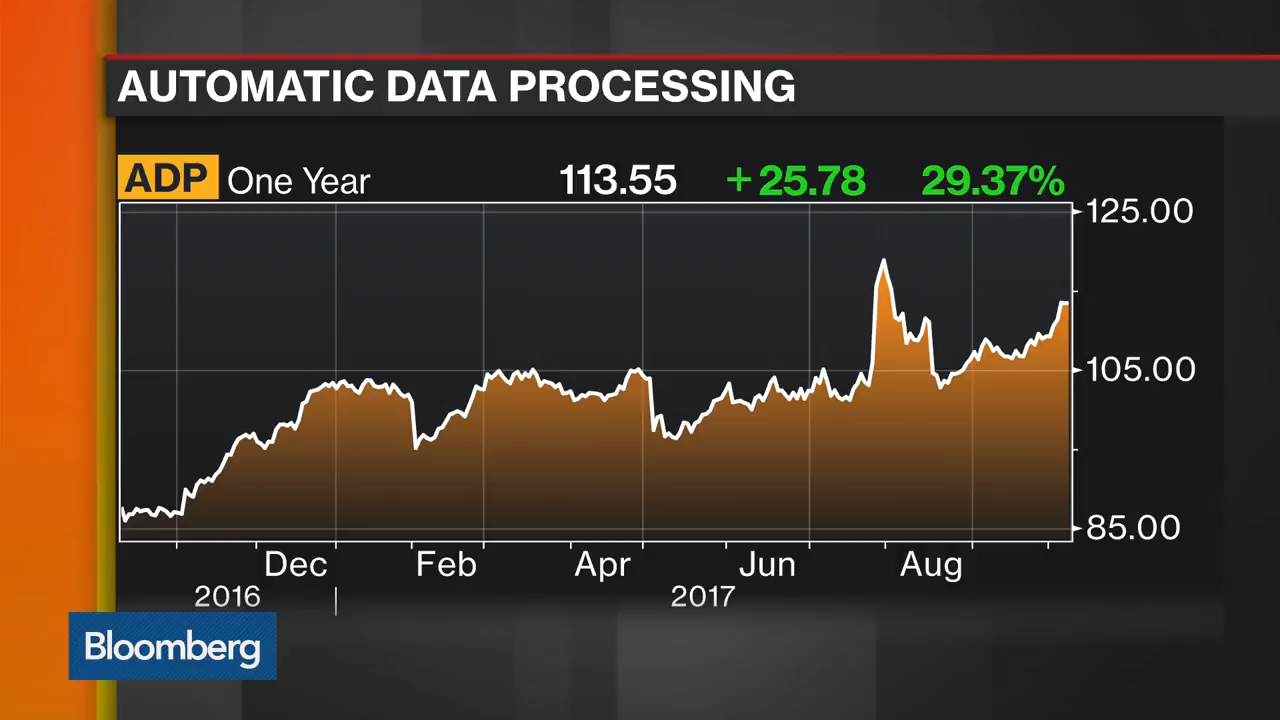 AUTOMATIC DATA PROCESSING
ADP One Year 113.55 +25.78 29.37%
125.00
105.00
85.00
Dec Feb Apr Jun Aug
2016 2017
Bloomberg